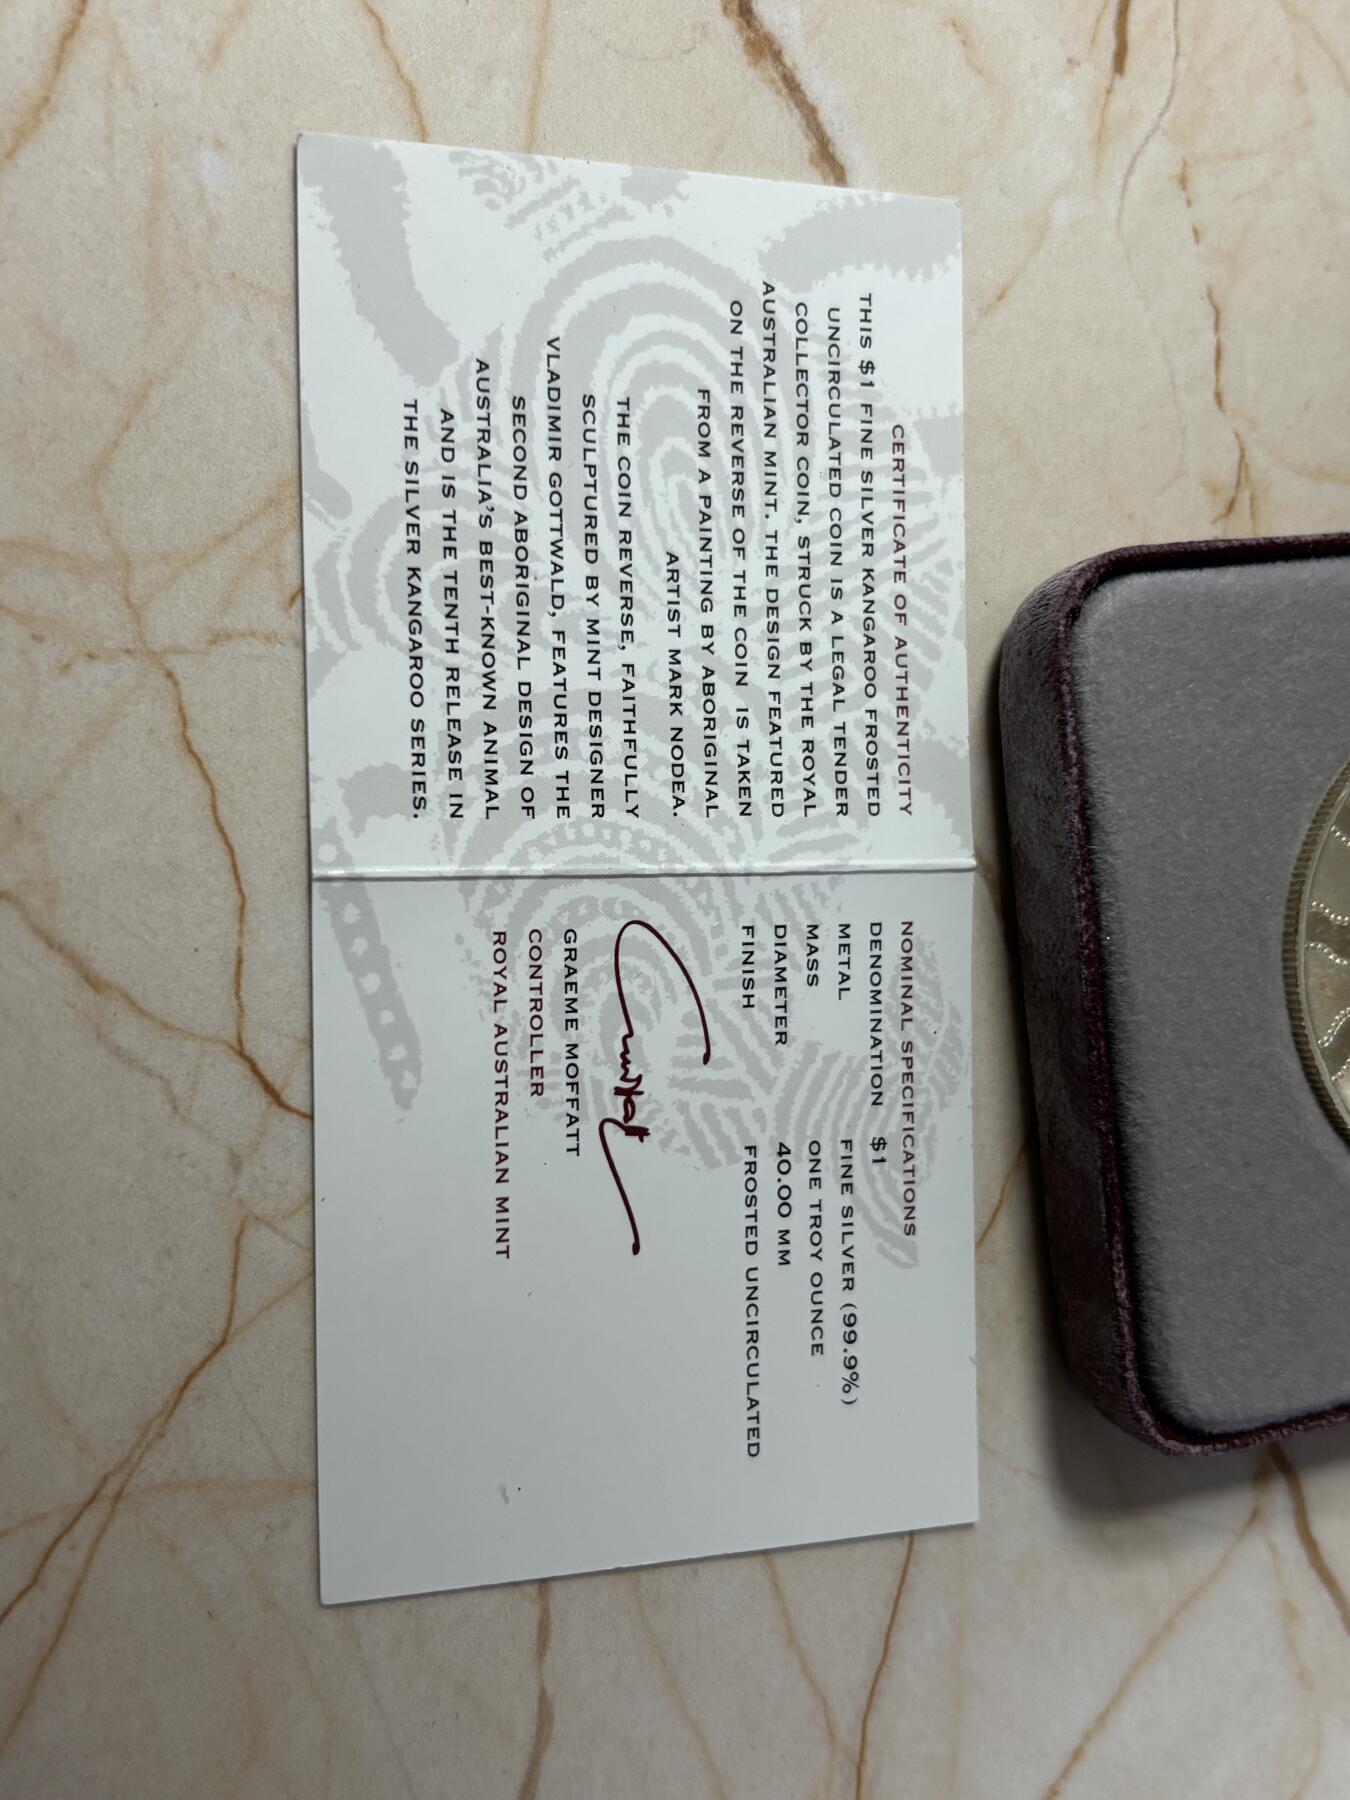 CERTIFICATE OF AUTHENTICITY
THIS $1 FINE SILVER KANGAROO FROSTED
UNCIRCULATED COIN IS A LEGAL TENDER
COLLECTOR COIN, STRUCK BY THE ROYAL
AUSTRALIAN MINT. THE DESIGN FEATURED
ON THE REVERSE OF THE COIN IS TAKEN
FROM A PAINTING BY ABORIGINAL
ARTIST MARK NODEA.
THE COIN REVERSE, FAITHFULLY
SCULPTURED BY MINT DESIGNER
VLADIMIR GOTTWALD, FEATURES THE
SECOND ABORIGINAL DESIGN OF
AUSTRALIA'S BEST-KNOWN ANIMAL
AND IS THE TENTH RELEASE IN
THE SILVER KANGAROO SERIES.
NOMINAL SPECIFICATIONS
DENOMINATION $1
METAL FINE SILVER (99.9%)
MASS ONE TROY OUNCE
DIAMETER 40.00 MM
FINISH FROSTED UNCIRCULATED
GRAEME MOFFATT
CONTROLLER
ROYAL AUSTRALIAN MINT